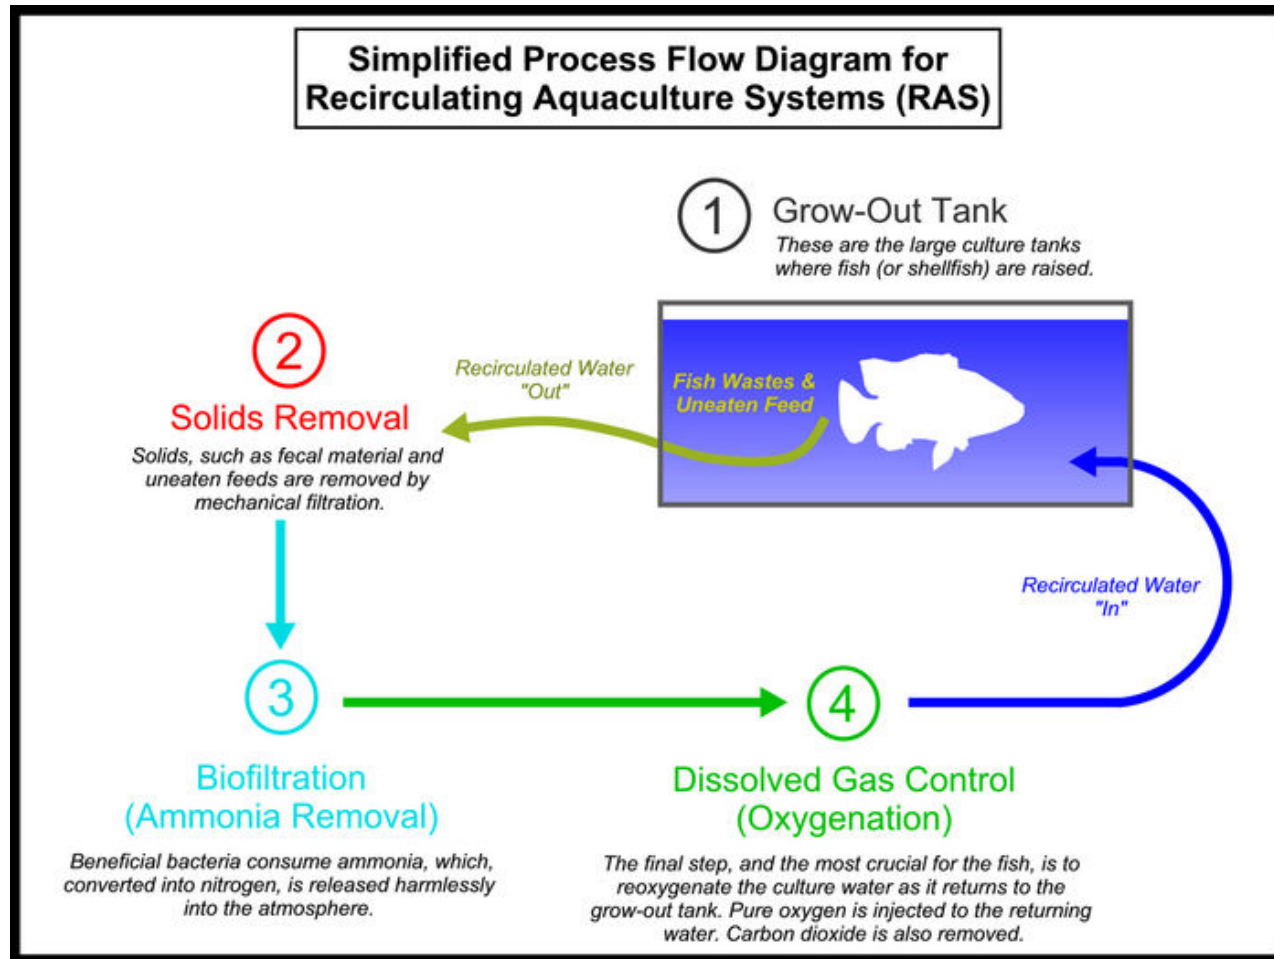 Simplified Process Flow Diagram for
Recirculating Aquaculture Systems (RAS)
1
Grow-Out Tank
These are the large culture tanks
where fish (or shellfish) are raised.
2
Solids Removal
Solids, such as fecal material and
uneaten feeds are removed by
mechanical filtration.
Recirculated Water
"Out"
Fish Wastes &
Uneaten Feed
Recirculated Water
"In"
3
Biofiltration
(Ammonia Removal)
Beneficial bacteria consume ammonia, which,
converted into nitrogen, is released harmlessly
into the atmosphere.
4
Dissolved Gas Control
(Oxygenation)
The final step, and the most crucial for the fish, is to
reoxygenate the culture water as it returns to the
grow-out tank. Pure oxygen is injected to the returning
water. Carbon dioxide is also removed.